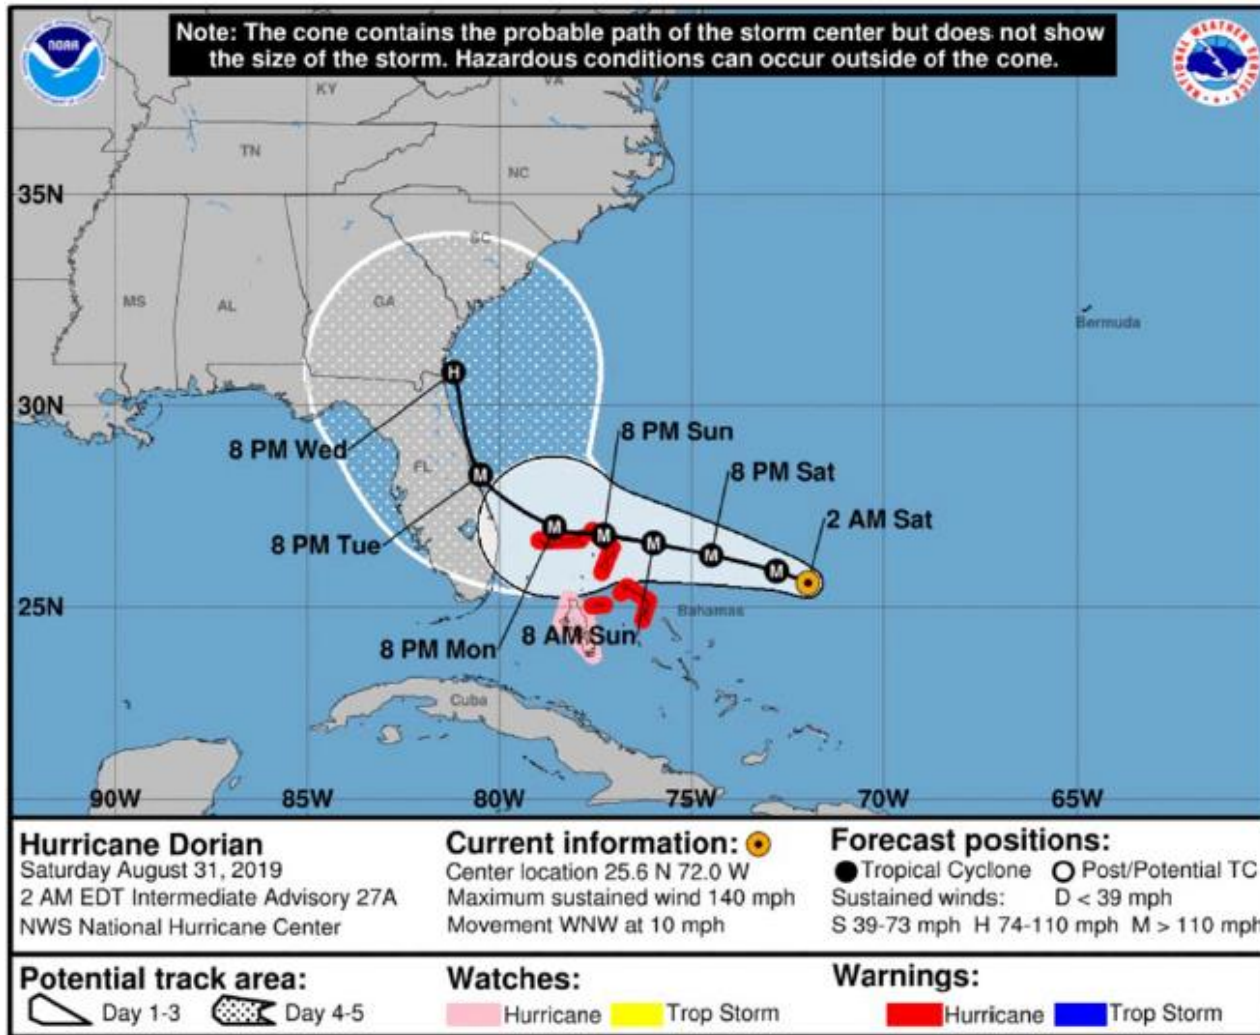 Note: The cone contains the probable path of the storm center but does not show
the size of the storm. Hazardous conditions can occur outside of the cone.
NOAA
NATIONAL WEATHER SERVICE
KY
VA
TN
NC
35N
SC
MS
AL
GA
Bermuda
30N
8 PM Sun
H
8 PM Wed
FL
8 PM Sat
M
2 AM Sat
8 PM Tue
M
M
M
M
M
25N
Bahamas
8 AM Sun
8 PM Mon
Cuba
90W
85W
80W
75W
70W
65W
Hurricane Dorian
Saturday August 31, 2019
2 AM EDT Intermediate Advisory 27A
NWS National Hurricane Center
Current information:
Center location 25.6 N 72.0 W
Maximum sustained wind 140 mph
Movement WNW at 10 mph
Forecast positions:
Tropical Cyclone Post/Potential TC
Sustained winds: D < 39 mph
S 39-73 mph H 74-110 mph M > 110 mph
Potential track area:
Day 1-3 Day 4-5
Watches:
Hurricane Trop Storm
Warnings:
Hurricane Trop Storm